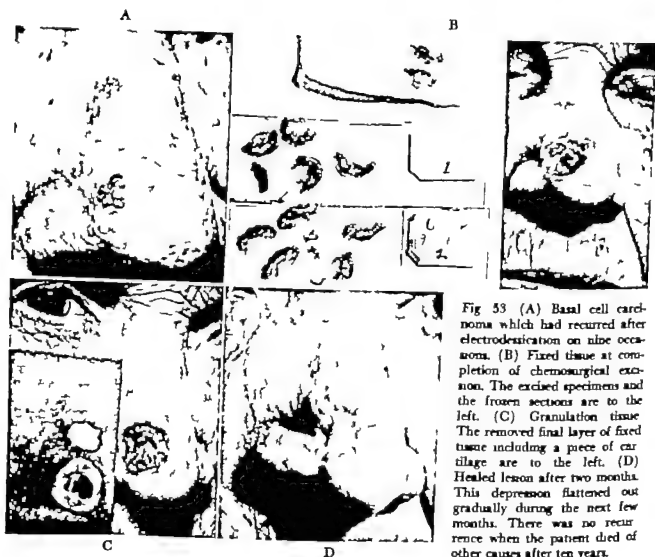 A
B
1
2
C
D
Fig 53 (A) Basal cell carci-
noma which had recurred after
electrodessication on nine occa-
sions. (B) Fixed tissue at com-
pletion of chemosurgical exci-
sion. The excised specimens and
the frozen sections are to the
left. (C) Granulation tissue
The removed final layer of fixed
tissue including a piece of car
tilage are to the left. (D)
Healed lesion after two months.
This depression flattened out
gradually during the next few
months. There was no recur
rence when the patient died of
other causes after ten years.